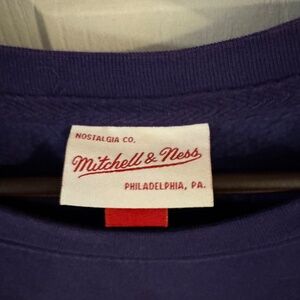 NOSTALGIA CO.
Mitchell & Ness
PHILADELPHIA, PA.